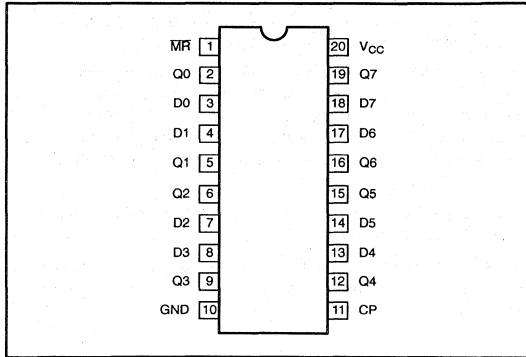 M̅R̅ 1 20 VCC
Q0 2 19 Q7
D0 3 18 D7
D1 4 17 D6
Q1 5 16 Q6
Q2 6 15 Q5
D2 7 14 D5
D3 8 13 D4
Q3 9 12 Q4
GND 10 11 CP